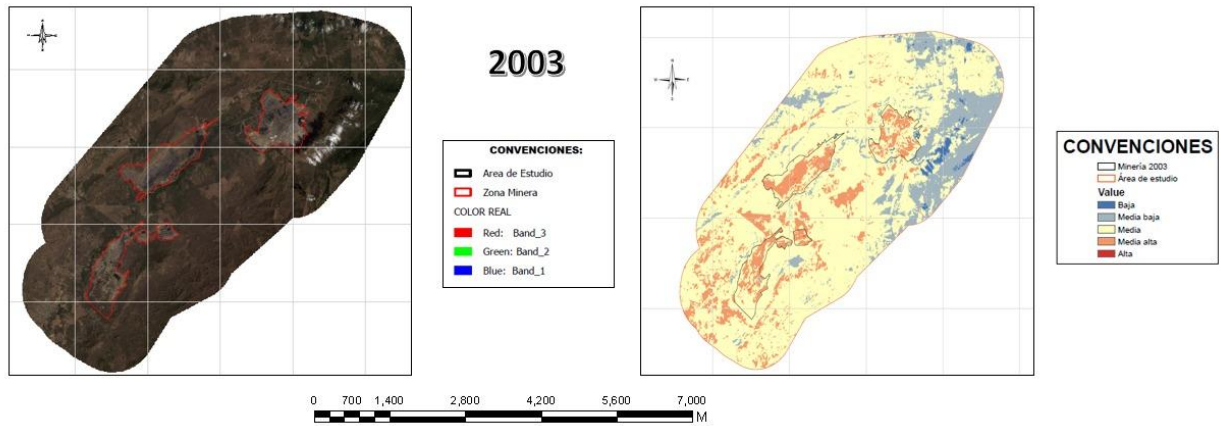 2003
CONVENCIONES:
Area de Estudio
Zona Minera
COLOR REAL
Red: Band_3
Green: Band_2
Blue: Band_1
CONVENCIONES
Minería 2003
Área de estudio
Value
Baja
Media baja
Media
Media alta
Alta
0 700 1,400 2,800 4,200 5,600 7,000
M